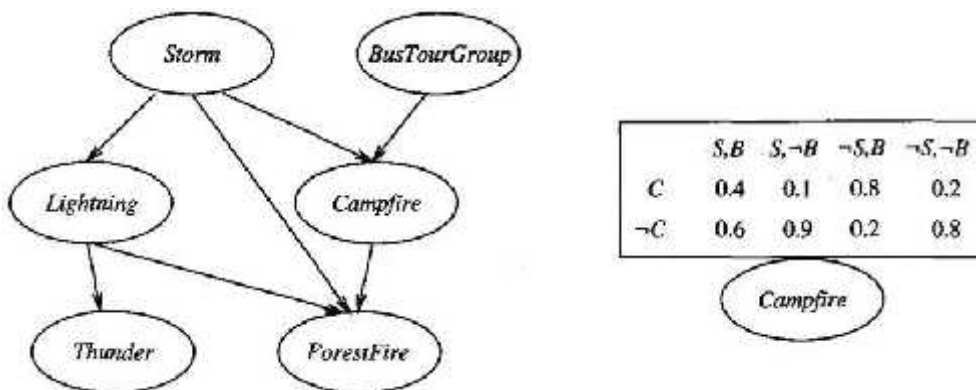 Storm
BusTourGroup
Lightning
Campfire
Thunder
ForestFire
S,B S,¬B ¬S,B ¬S,¬B
C 0.4 0.1 0.8 0.2
¬C 0.6 0.9 0.2 0.8
Campfire